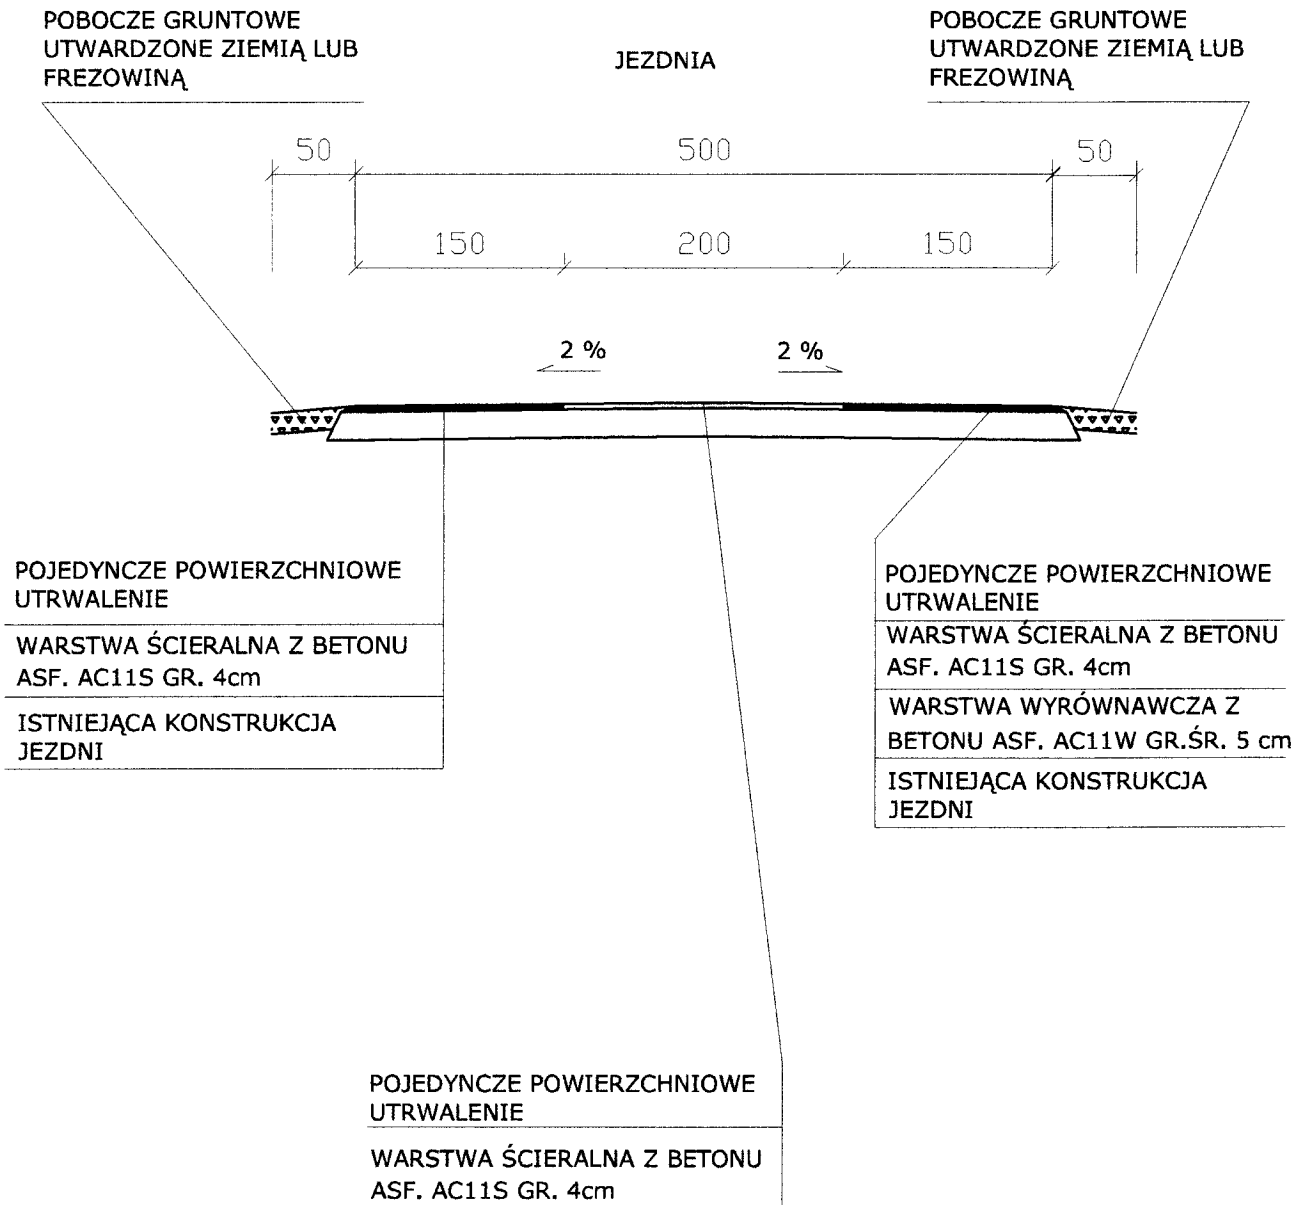 POBOCZE GRUNTOWE
UTWARDZONE ZIEMIĄ LUB
FREZOWINĄ
JEZDNIA
POBOCZE GRUNTOWE
UTWARDZONE ZIEMIĄ LUB
FREZOWINĄ
50
500
50
150
200
150
2 %
2 %
POJEDYNCZE POWIERZCHNIOWE
UTRWALENIE
WARSTWA ŚCIERALNA Z BETONU
ASF. AC11S GR. 4cm
ISTNIEJĄCA KONSTRUKCJA
JEZDNI
POJEDYNCZE POWIERZCHNIOWE
UTRWALENIE
WARSTWA ŚCIERALNA Z BETONU
ASF. AC11S GR. 4cm
WARSTWA WYRÓWNAWCZA Z
BETONU ASF. AC11W GR.ŚR. 5 cm
ISTNIEJĄCA KONSTRUKCJA
JEZDNI
POJEDYNCZE POWIERZCHNIOWE
UTRWALENIE
WARSTWA ŚCIERALNA Z BETONU
ASF. AC11S GR. 4cm